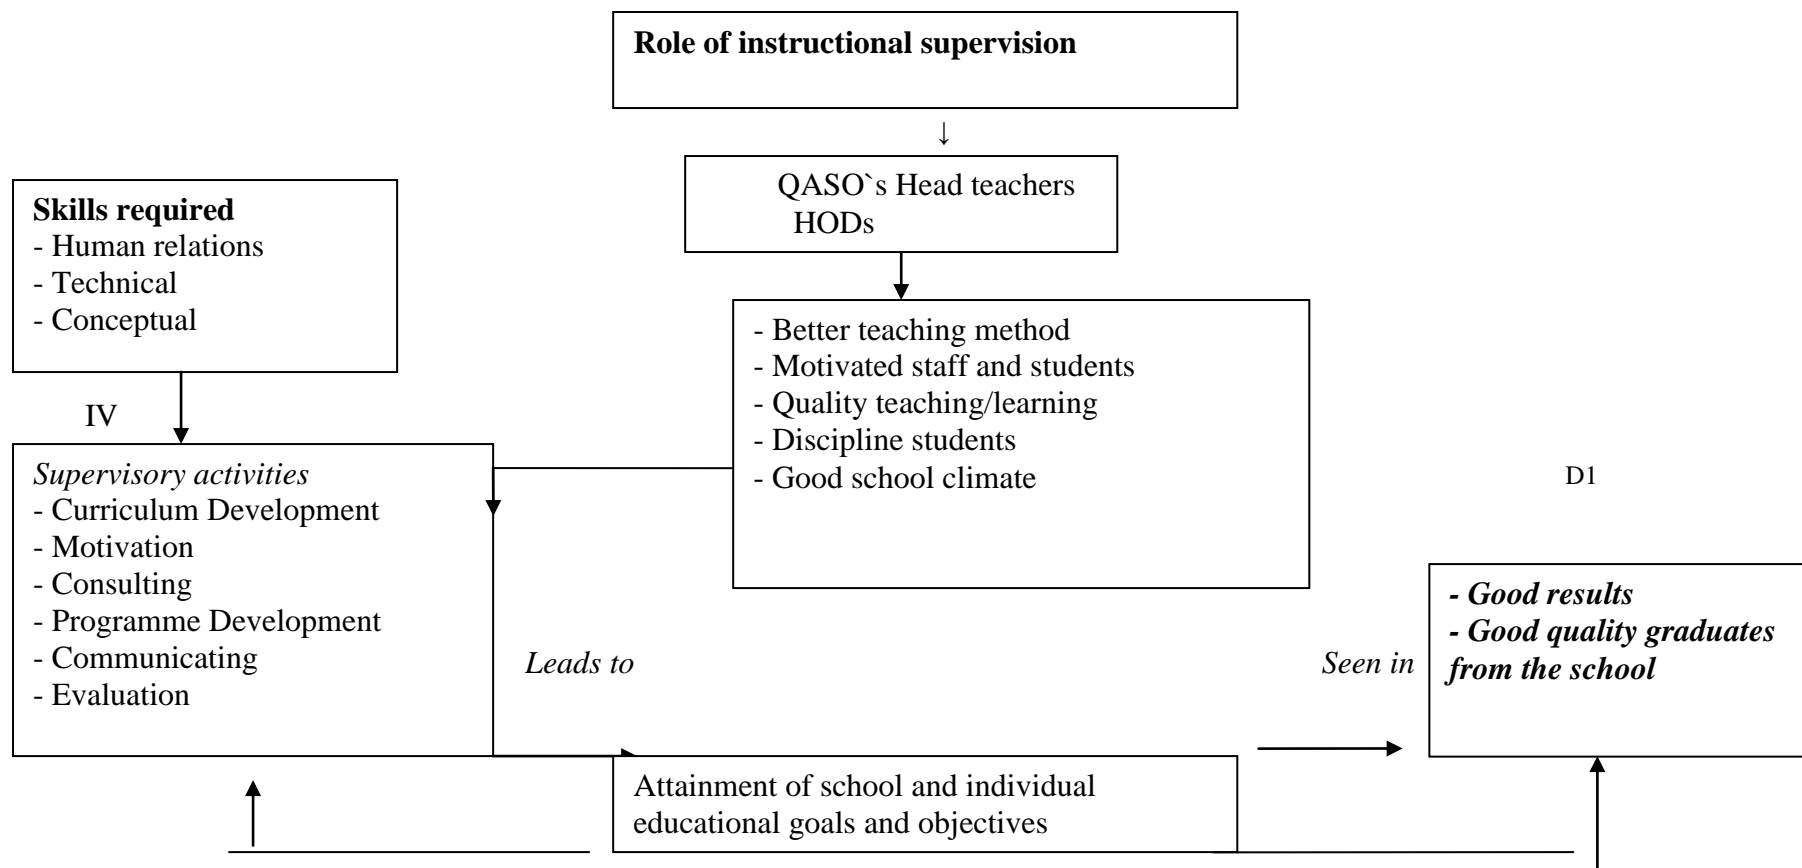 Role of instructional supervision
↓
QASO`s Head teachers
HODs
Skills required
- Human relations
- Technical
- Conceptual
IV
- Better teaching method
- Motivated staff and students
- Quality teaching/learning
- Discipline students
- Good school climate
Supervisory activities
- Curriculum Development
- Motivation
- Consulting
- Programme Development
- Communicating
- Evaluation
Leads to
Attainment of school and individual
educational goals and objectives
Seen in
D1
- Good results
- Good quality graduates
from the school